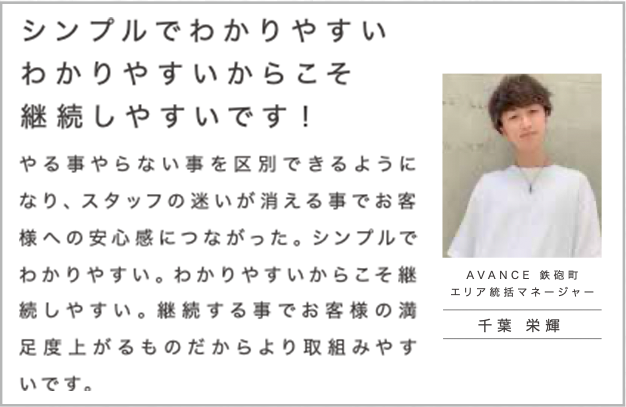 シンプルでわかりやすい
わかりやすいからこそ
継続しやすいです！
やる事やらない事を区別できるように
なり、スタッフの迷いが消える事でお客
様への安心感につながった。シンプルで
わかりやすい。わかりやすいからこそ継
続しやすい。継続する事でお客様の満
足度上がるものだからより取組みやす
いです。
AVANCE 鉄砲町
エリア統括マネージャー
千葉 栄輝